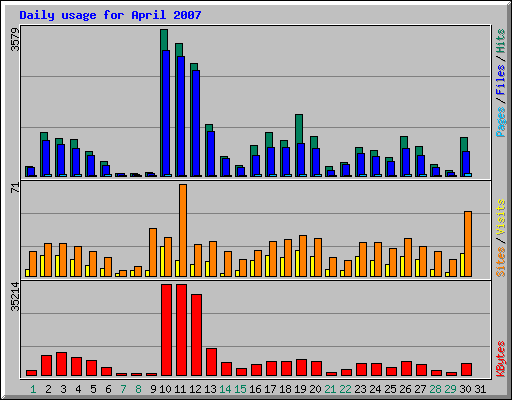 Daily usage for April 2007
3579
Pages / Files / Hits
71
Sites / Visits
35214
KBytes
1 2 3 4 5 6 7 8 9 10 11 12 13 14 15 16 17 18 19 20 21 22 23 24 25 26 27 28 29 30 31